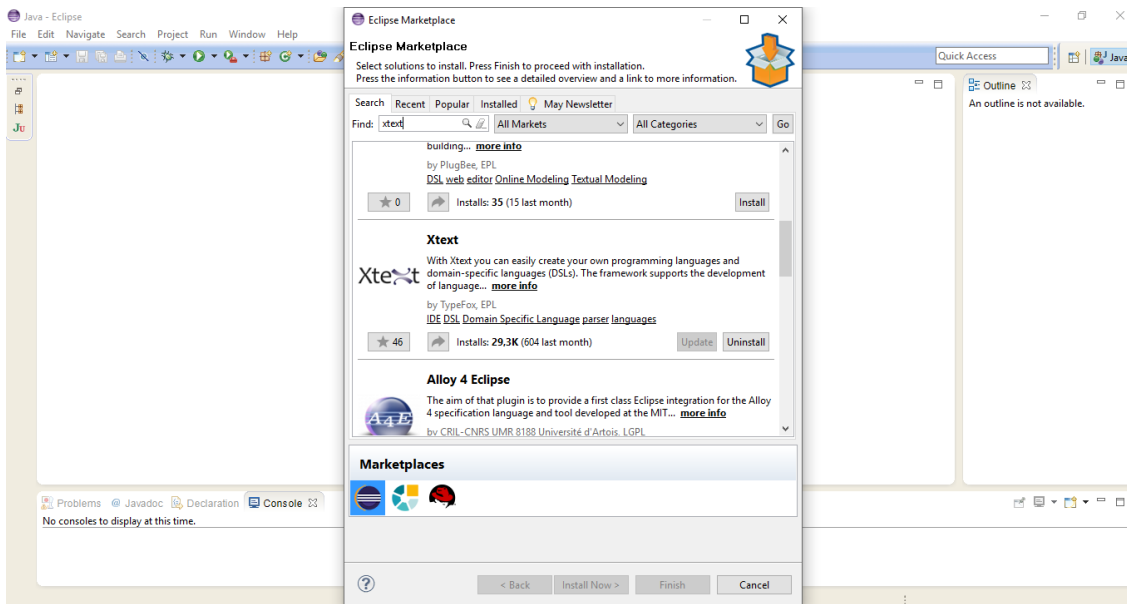 Java - Eclipse
File Edit Navigate Search Project Run Window Help
Quick Access
Java
Ju
Eclipse Marketplace
Eclipse Marketplace
Select solutions to install. Press Finish to proceed with installation.
Press the information button to see a detailed overview and a link to more information.
Search Recent Popular Installed May Newsletter
Find: xtext All Markets All Categories Go
building... more info
by PlugBee, EPL
DSL web editor Online Modeling Textual Modeling
0 Installs: 35 (15 last month) Install
Xtext
Xtext
With Xtext you can easily create your own programming languages and
domain-specific languages (DSLs). The framework supports the development
of language... more info
by TypeFox, EPL
IDE DSL Domain Specific Language parser languages
46 Installs: 29,3K (604 last month) Update Uninstall
Alloy 4 Eclipse
A4E
The aim of that plugin is to provide a first class Eclipse integration for the Alloy
4 specification language and tool developed at the MIT... more info
by CRIL-CNRS UMR 8188 Université d'Artois, LGPL
Marketplaces
? < Back Install Now > Finish Cancel
Outline
An outline is not available.
Problems @ Javadoc Declaration Console
No consoles to display at this time.